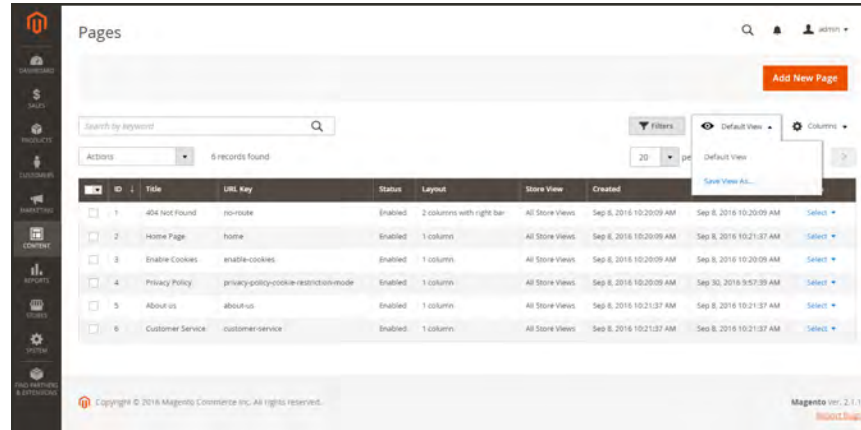 Pages
admin
DASHBOARD
SALES
PRODUCTS
CUSTOMERS
MARKETING
CONTENT
REPORTS
STORES
SYSTEM
FIND PARTNERS
& EXTENSIONS
Add New Page
Search by keyword
Filters
Default View
Columns
Actions
6 records found
20
pe
Default View
Save View As...
ID ↓ Title URL Key Status Layout Store View Created
1 404 Not Found no-route Enabled 2 columns with right bar All Store Views Sep 8, 2016 10:20:09 AM Sep 8, 2016 10:20:09 AM Select
2 Home Page home Enabled 1 column All Store Views Sep 8, 2016 10:20:09 AM Sep 8, 2016 10:21:37 AM Select
3 Enable Cookies enable-cookies Enabled 1 column All Store Views Sep 8, 2016 10:20:09 AM Sep 8, 2016 10:20:09 AM Select
4 Privacy Policy privacy-policy-cookie-restriction-mode Enabled 1 column All Store Views Sep 8, 2016 10:20:09 AM Sep 30, 2016 9:57:39 AM Select
5 About us about-us Enabled 1 column All Store Views Sep 8, 2016 10:21:37 AM Sep 8, 2016 10:21:37 AM Select
6 Customer Service customer-service Enabled 1 column All Store Views Sep 8, 2016 10:21:37 AM Sep 8, 2016 10:21:37 AM Select
Copyright © 2016 Magento Commerce Inc. All rights reserved.
Magento ver. 2.1.1
Report Bugs